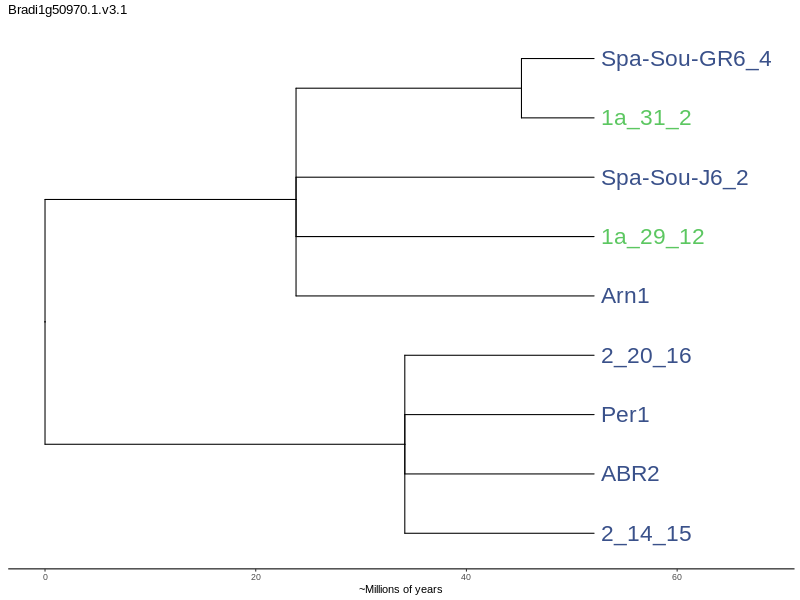 Bradi1g50970.1.v3.1
Spa-Sou-GR6_4
1a_31_2
Spa-Sou-J6_2
1a_29_12
Arn1
2_20_16
Per1
ABR2
2_14_15
0 20 40 60
~Millions of years